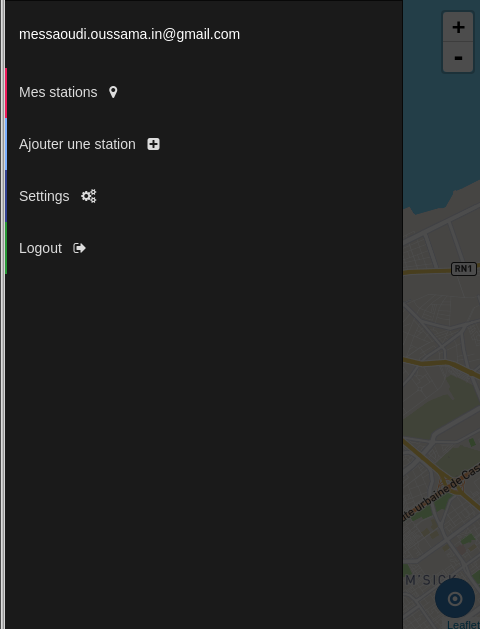 messaoudi.oussama.in@gmail.com
Mes stations
Ajouter une station
Settings
Logout
+
-
RN1
ute urbaine de Cas
M'SICK
Leaflet